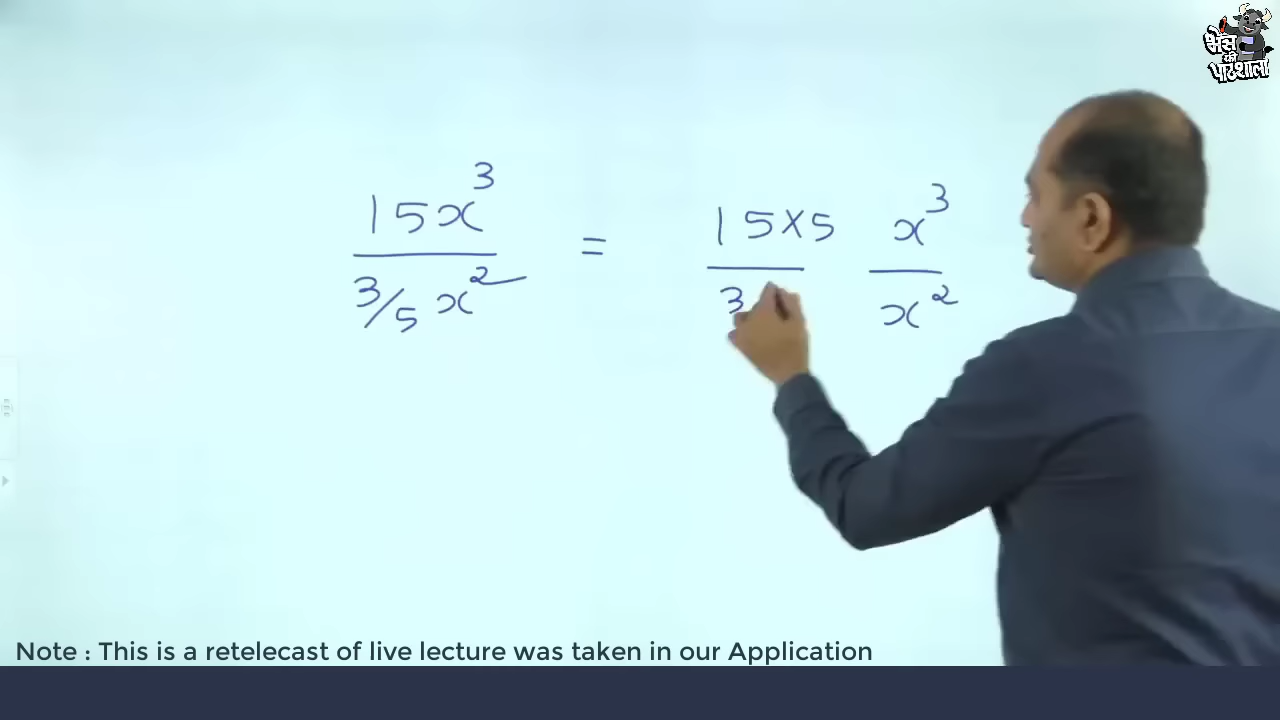 भैंस
की
पाठशाला
15x³ / 3/5 x² = 15×5 / 3 x³ / x²
Note : This is a retelecast of live lecture was taken in our Application